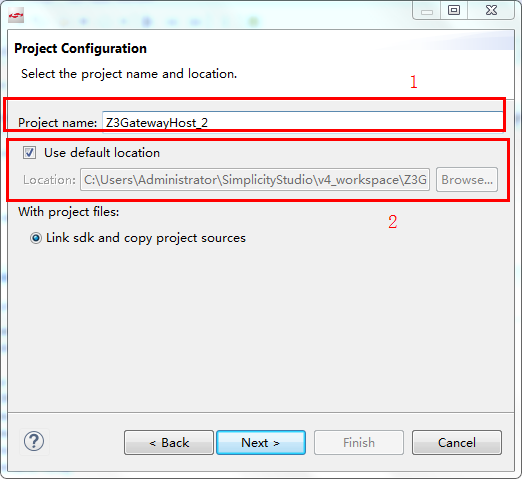 Project Configuration
Select the project name and location.
1
Project name: Z3GatewayHost_2
Use default location
Location: C:\Users\Administrator\SimplicityStudio\v4_workspace\Z3G Browse...
2
With project files:
Link sdk and copy project sources
? < Back Next > Finish Cancel